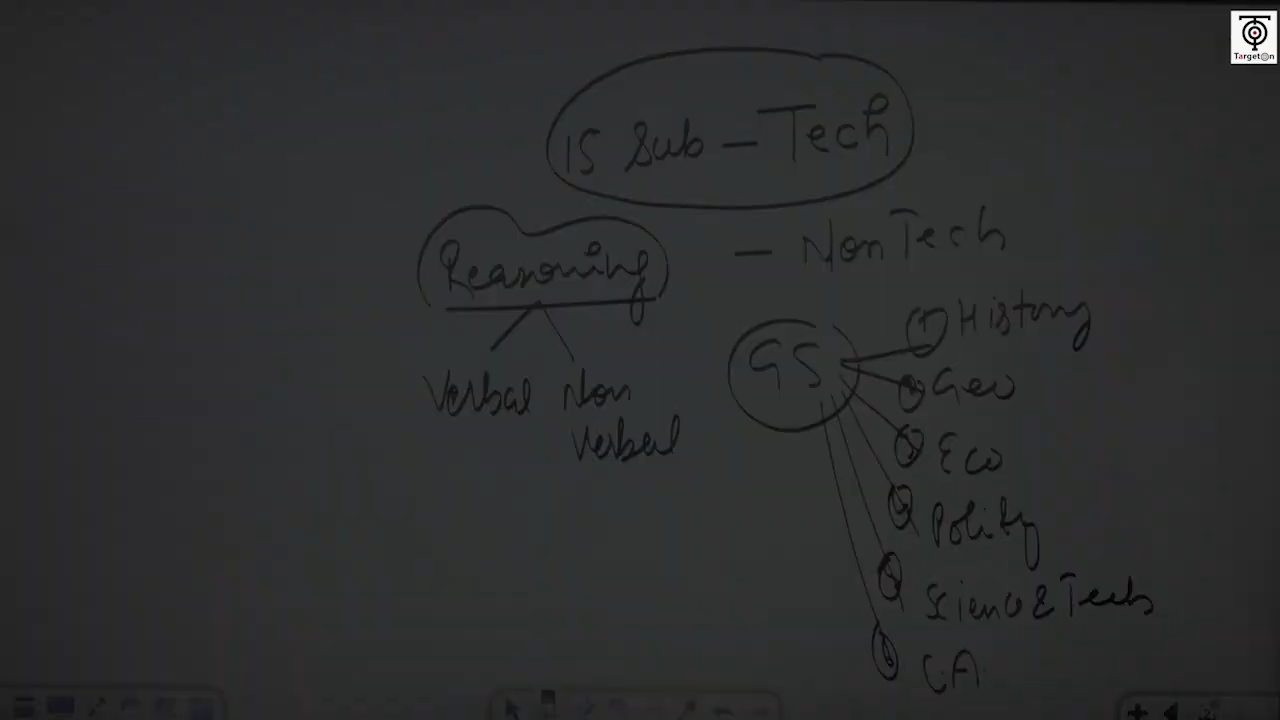 TargetOn
15 Sub - Tech
- Non Tech
Reasoning
Verbal
Non
Verbal
GS
1 History
2 Geo
3 Eco
4 Polity
5 Science & Tech
6 CA